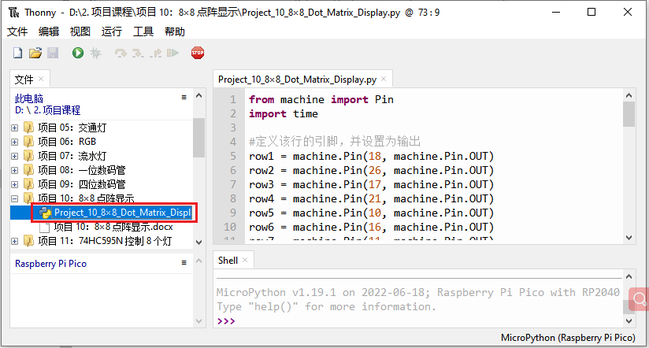 Thonny - D:\2. 项目课程\项目 10：8×8 点阵显示\Project_10_8×8_Dot_Matrix_Display.py @ 73 : 9
文件 编辑 视图 运行 工具 帮助
STOP
文件
此电脑
D: \ 2. 项目课程
项目 05：交通灯
项目 06：RGB
项目 07：流水灯
项目 08：一位数码管
项目 09：四位数码管
项目 10：8×8 点阵显示
Project_10_8×8_Dot_Matrix_Displ
项目 10：8×8 点阵显示.docx
项目 11：74HC595N 控制 8 个灯
Raspberry Pi Pico
Project_10_8×8_Dot_Matrix_Display.py
1 from machine import Pin
2 import time
3
4 #定义该行的引脚，并设置为输出
5 row1 = machine.Pin(18, machine.Pin.OUT)
6 row2 = machine.Pin(26, machine.Pin.OUT)
7 row3 = machine.Pin(17, machine.Pin.OUT)
8 row4 = machine.Pin(21, machine.Pin.OUT)
9 row5 = machine.Pin(10, machine.Pin.OUT)
10 row6 = machine.Pin(16, machine.Pin.OUT)
11 row7 = machine.Pin(11, machine.Pin.OUT)
Shell
MicroPython v1.19.1 on 2022-06-18; Raspberry Pi Pico with RP2040
Type "help()" for more information.
>>>
MicroPython (Raspberry Pi Pico)